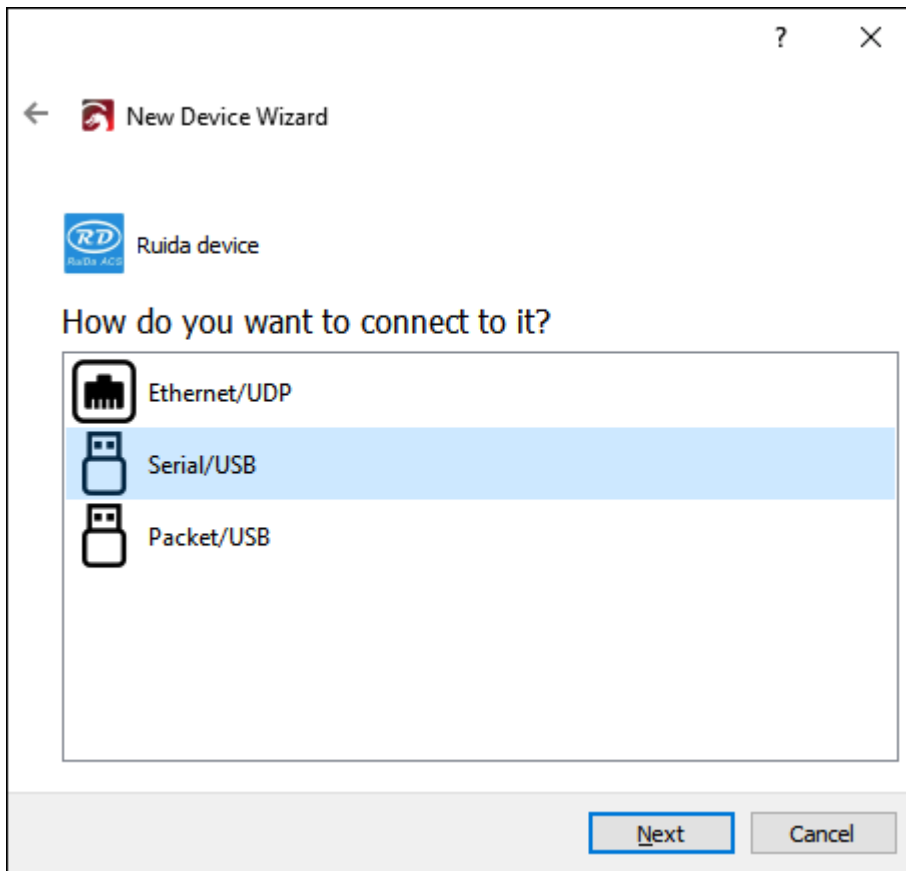 ?
New Device Wizard
RD
RuiDa ACS
Ruida device
How do you want to connect to it?
Ethernet/UDP
Serial/USB
Packet/USB
Next
Cancel